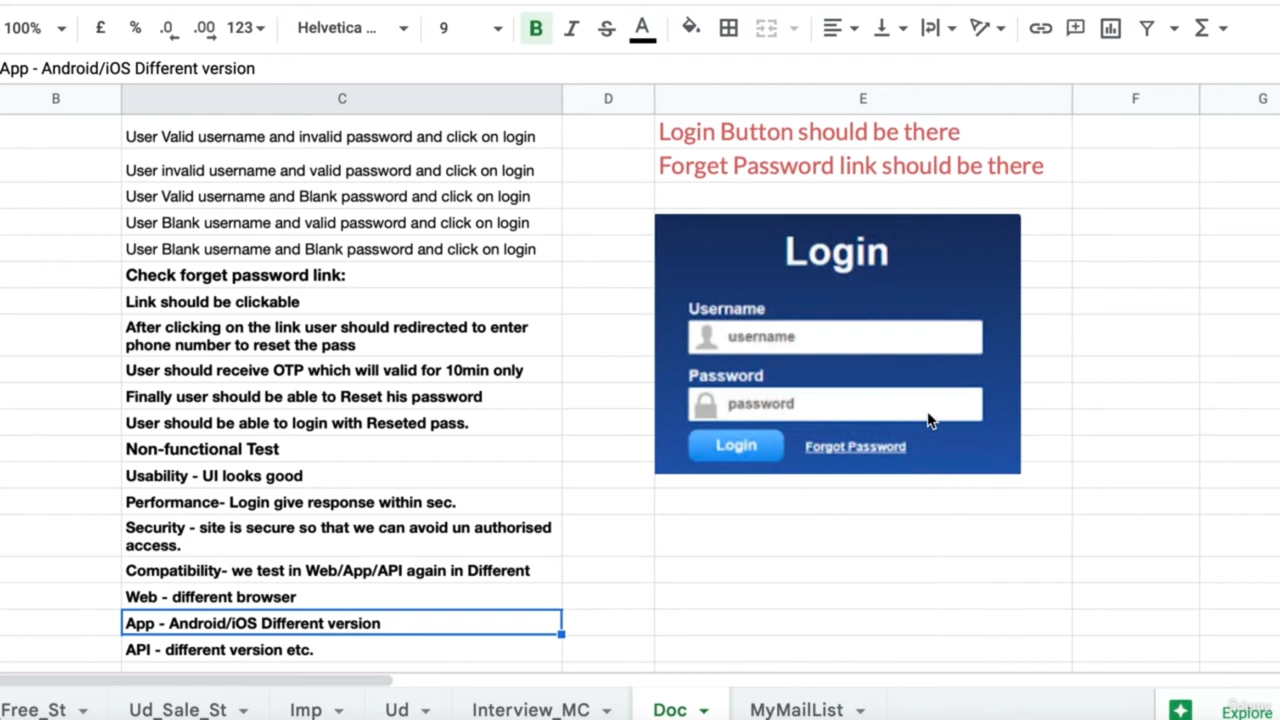 100%
£ % .0 .00 123
Helvetica ...
9
B I S A
App - Android/iOS Different version
B C D E F G
User Valid username and invalid password and click on login
User invalid username and valid password and click on login
User Valid username and Blank password and click on login
User Blank username and valid password and click on login
User Blank username and Blank password and click on login
Check forget password link:
Link should be clickable
After clicking on the link user should redirected to enter
phone number to reset the pass
User should receive OTP which will valid for 10min only
Finally user should be able to Reset his password
User should be able to login with Reseted pass.
Non-functional Test
Usability - UI looks good
Performance- Login give response within sec.
Security - site is secure so that we can avoid un authorised
access.
Compatibility- we test in Web/App/API again in Different
Web - different browser
App - Android/iOS Different version
API - different version etc.
Login Button should be there
Forget Password link should be there
Login
Username
username
Password
password
Login
Forgot Password
Free_St Ud_Sale_St Imp Ud Interview_MC Doc MyMailList
Explore